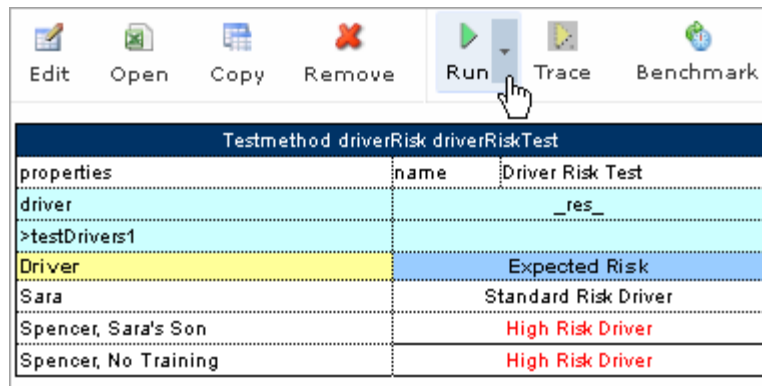 Edit Open Copy Remove Run Trace Benchmark
Testmethod driverRisk driverRiskTest
properties name Driver Risk Test
driver _res_
>testDrivers1
Driver Expected Risk
Sara Standard Risk Driver
Spencer, Sara's Son High Risk Driver
Spencer, No Training High Risk Driver